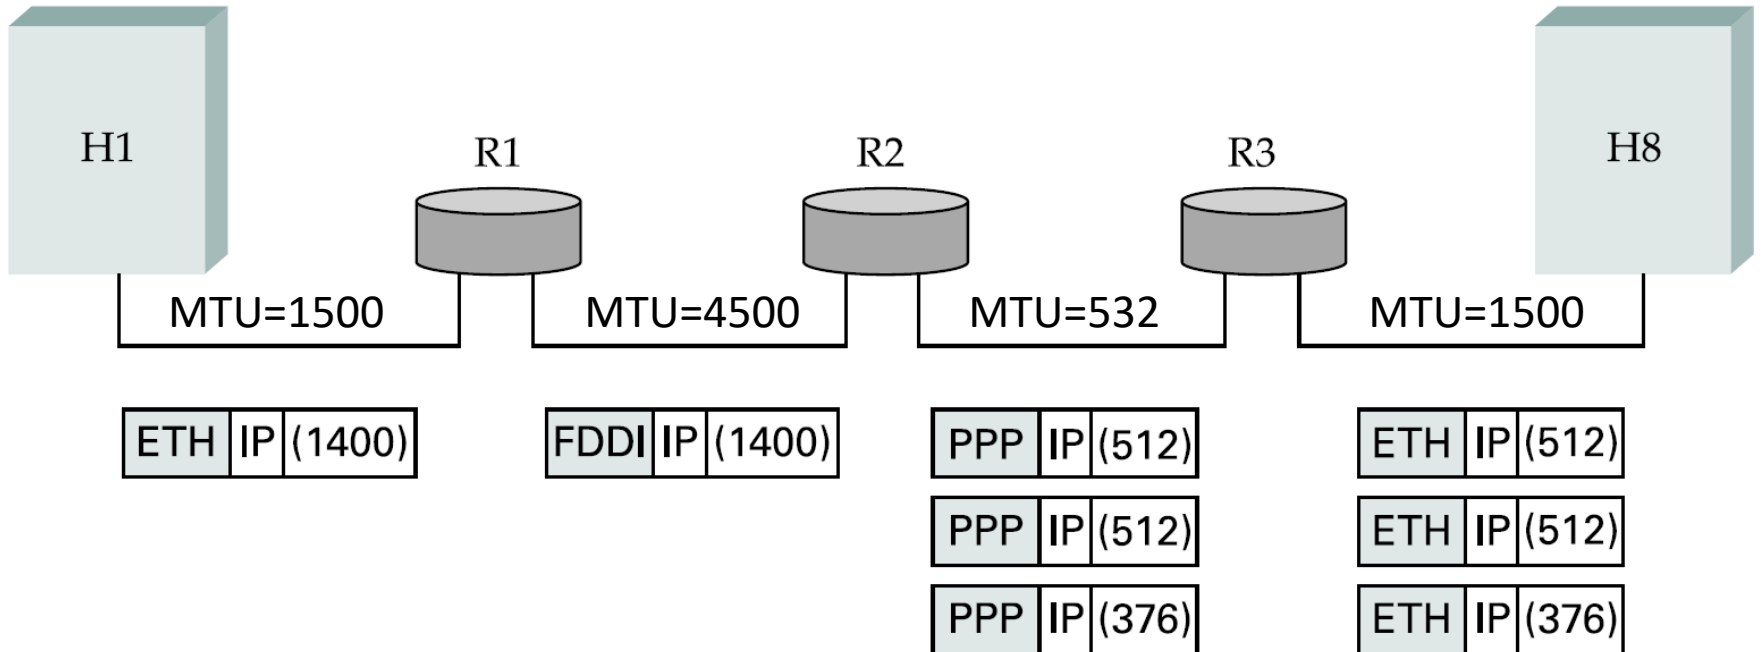 H1
R1
R2
R3
H8
MTU=1500
MTU=4500
MTU=532
MTU=1500
ETH IP (1400)
FDDI IP (1400)
PPP IP (512)
ETH IP (512)
PPP IP (512)
ETH IP (512)
PPP IP (376)
ETH IP (376)